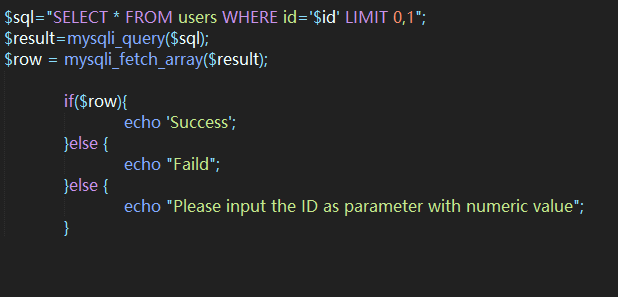 $sql="SELECT * FROM users WHERE id='$id' LIMIT 0,1";
$result=mysqli_query($sql);
$row = mysqli_fetch_array($result);
if($row){
echo 'Success';
}else {
echo "Faild";
}else {
echo "Please input the ID as parameter with numeric value";
}